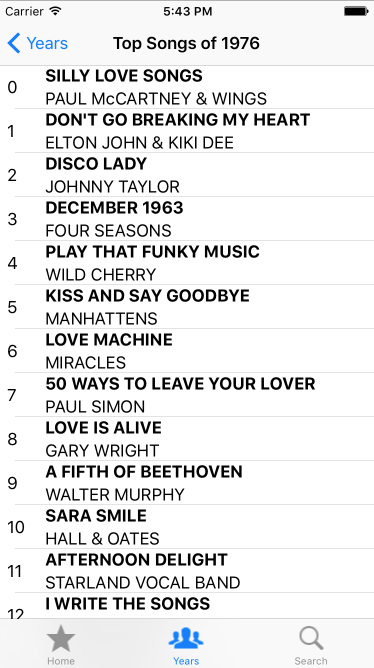 Carrier 5:43 PM
Years Top Songs of 1976
0 SILLY LOVE SONGS
PAUL McCARTNEY & WINGS
1 DON'T GO BREAKING MY HEART
ELTON JOHN & KIKI DEE
2 DISCO LADY
JOHNNY TAYLOR
3 DECEMBER 1963
FOUR SEASONS
4 PLAY THAT FUNKY MUSIC
WILD CHERRY
5 KISS AND SAY GOODBYE
MANHATTENS
6 LOVE MACHINE
MIRACLES
7 50 WAYS TO LEAVE YOUR LOVER
PAUL SIMON
8 LOVE IS ALIVE
GARY WRIGHT
9 A FIFTH OF BEETHOVEN
WALTER MURPHY
10 SARA SMILE
HALL & OATES
11 AFTERNOON DELIGHT
STARLAND VOCAL BAND
12 I WRITE THE SONGS
Home Years Search